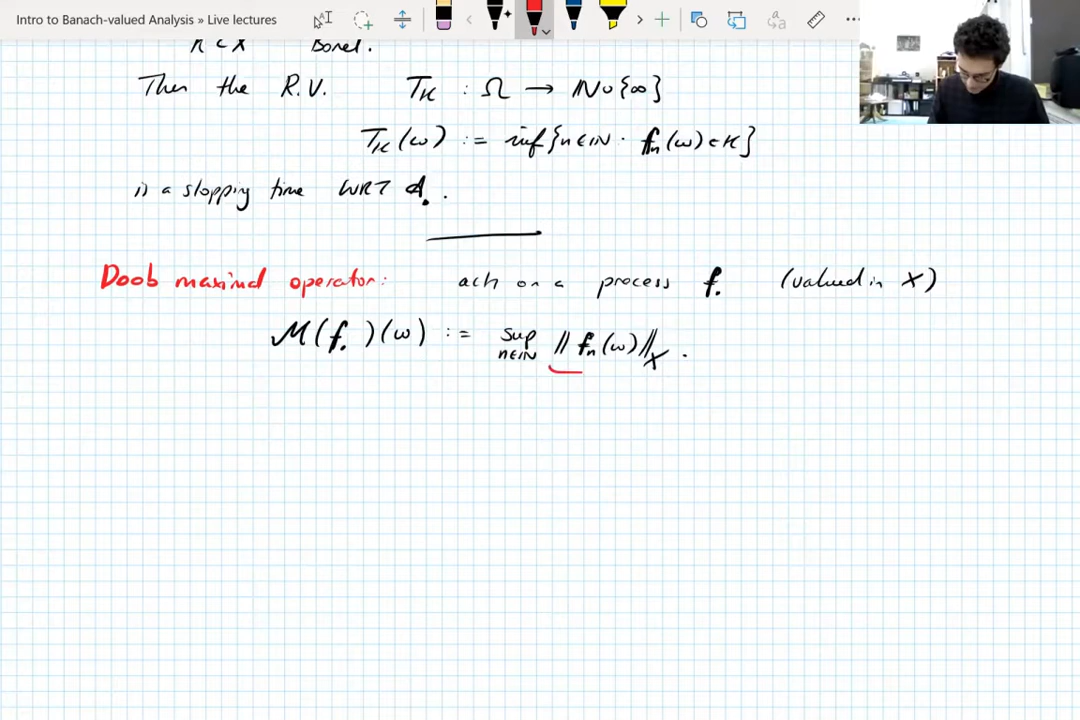 Intro to Banach-valued Analysis » Live lectures
K ⊂ X Borel.
Then the R.V. T_K : Ω → ℕ ∪ {∞}
T_K(ω) := inf{n ∈ ℕ : f_n(ω) ∈ K}
is a stopping time WRT A. .
Doob maximal operator: acts on a process f. (valued in X)
M(f.)(ω) := sup_{n∈ℕ} ‖f_n(ω)‖_X .